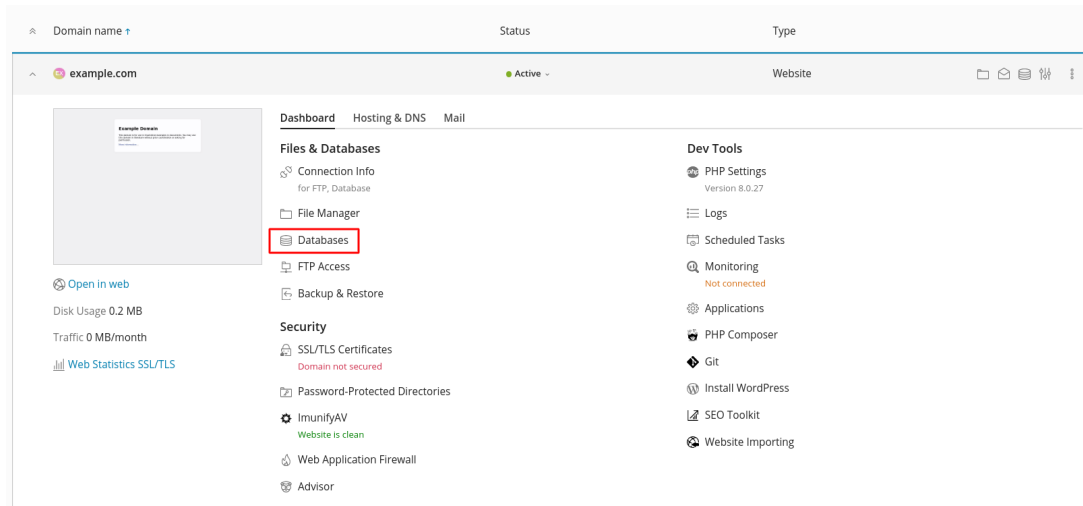 Domain name ↑ Status Type
example.com Active Website
Example Domain
Dashboard Hosting & DNS Mail
Files & Databases
Connection Info
for FTP, Database
File Manager
Databases
FTP Access
Backup & Restore
Security
SSL/TLS Certificates
Domain not secured
Password-Protected Directories
ImunifyAV
Website is clean
Web Application Firewall
Advisor
Dev Tools
php PHP Settings
Version 8.0.27
Logs
Scheduled Tasks
Monitoring
Not connected
Applications
PHP Composer
Git
Install WordPress
SEO Toolkit
Website Importing
Open in web
Disk Usage 0.2 MB
Traffic 0 MB/month
Web Statistics SSL/TLS